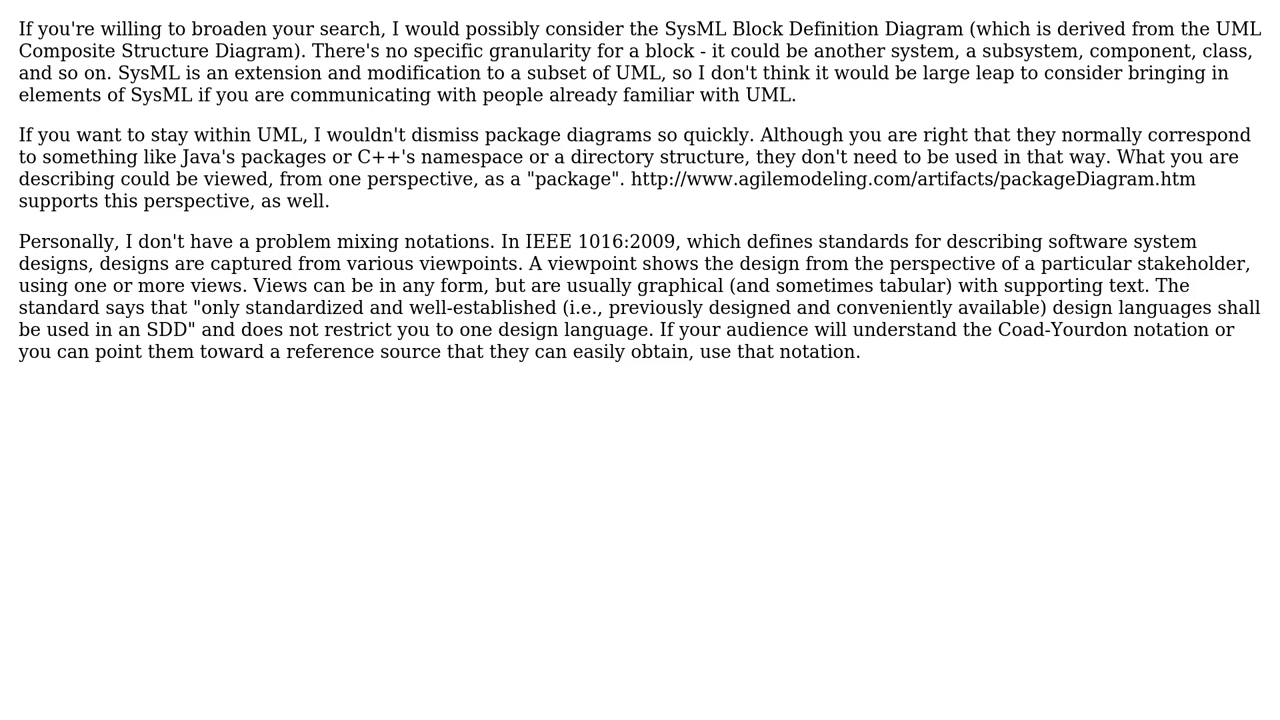 If you're willing to broaden your search, I would possibly consider the SysML Block Definition Diagram (which is derived from the UML
Composite Structure Diagram). There's no specific granularity for a block - it could be another system, a subsystem, component, class,
and so on. SysML is an extension and modification to a subset of UML, so I don't think it would be large leap to consider bringing in
elements of SysML if you are communicating with people already familiar with UML.
If you want to stay within UML, I wouldn't dismiss package diagrams so quickly. Although you are right that they normally correspond
to something like Java's packages or C++'s namespace or a directory structure, they don't need to be used in that way. What you are
describing could be viewed, from one perspective, as a "package". http://www.agilemodeling.com/artifacts/packageDiagram.htm
supports this perspective, as well.
Personally, I don't have a problem mixing notations. In IEEE 1016:2009, which defines standards for describing software system
designs, designs are captured from various viewpoints. A viewpoint shows the design from the perspective of a particular stakeholder,
using one or more views. Views can be in any form, but are usually graphical (and sometimes tabular) with supporting text. The
standard says that "only standardized and well-established (i.e., previously designed and conveniently available) design languages shall
be used in an SDD" and does not restrict you to one design language. If your audience will understand the Coad-Yourdon notation or
you can point them toward a reference source that they can easily obtain, use that notation.